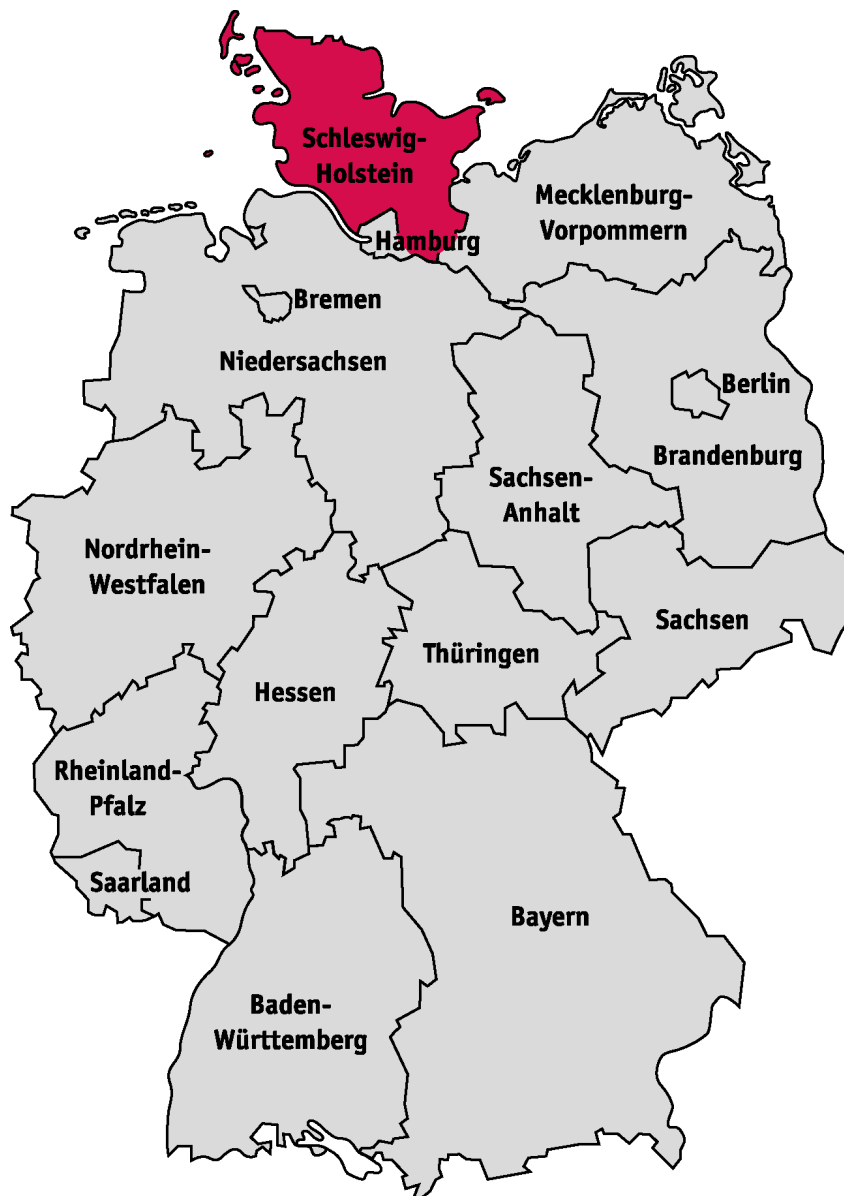 Schleswig-
Holstein
Mecklenburg-
Vorpommern
Hamburg
Bremen
Niedersachsen
Berlin
Brandenburg
Sachsen-
Anhalt
Nordrhein-
Westfalen
Sachsen
Thüringen
Hessen
Rheinland-
Pfalz
Saarland
Bayern
Baden-
Württemberg